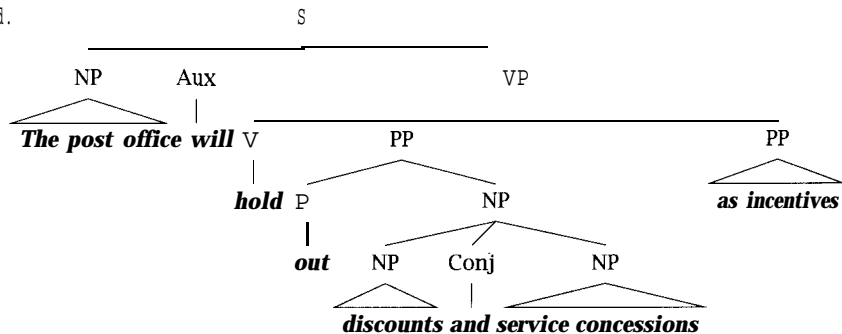 d. S
NP Aux VP
The post office will V PP PP
hold P NP as incentives
out NP Conj NP
discounts and service concessions